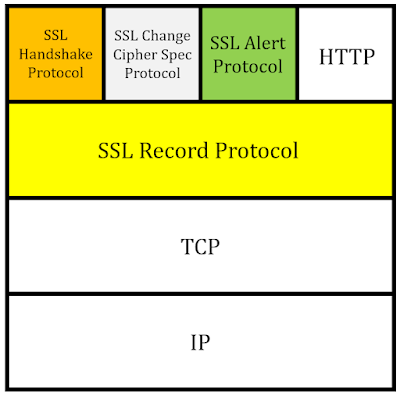 SSL
Handshake
Protocol
SSL Change
Cipher Spec
Protocol
SSL Alert
Protocol
HTTP
SSL Record Protocol
TCP
IP